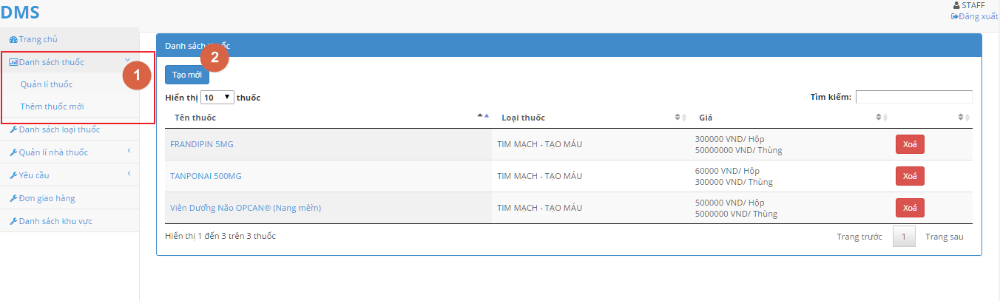 DMS
STAFF
Đăng xuất
Trang chủ
Danh sách thuốc
Quản lí thuốc
Thêm thuốc mới
Danh sách loại thuốc
Quản lí nhà thuốc
Yêu cầu
Đơn giao hàng
Danh sách khu vực
1
Danh sách thuốc
2
Tạo mới
Hiển thị 10 thuốc
Tìm kiếm:
Tên thuốc Loại thuốc Giá
FRANDIPIN 5MG TIM MẠCH - TẠO MÁU 300000 VND/ Hộp Xoá
50000000 VND/ Thùng
TANPONAI 500MG TIM MẠCH - TẠO MÁU 60000 VND/ Hộp Xoá
300000 VND/ Thùng
Viên Dưỡng Não OPCAN® (Nang mềm) TIM MẠCH - TẠO MÁU 500000 VND/ Hộp Xoá
5000000 VND/ Thùng
Hiển thị 1 đến 3 trên 3 thuốc
Trang trước 1 Trang sau